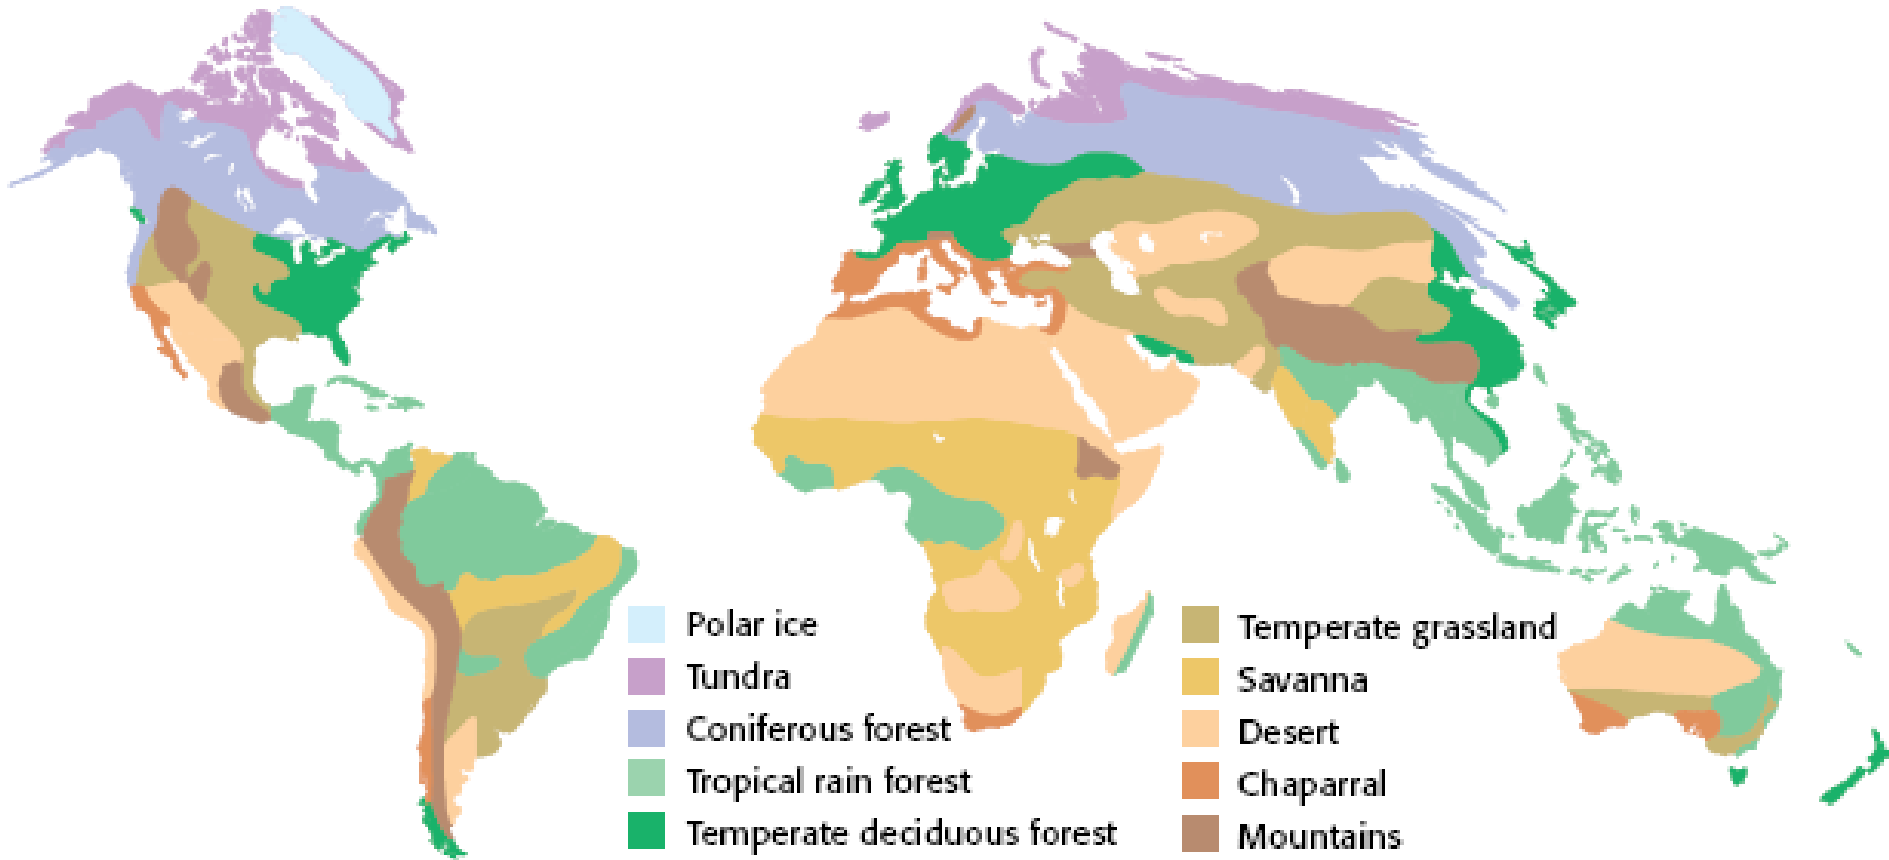 Polar ice
Tundra
Coniferous forest
Tropical rain forest
Temperate deciduous forest
Temperate grassland
Savanna
Desert
Chaparral
Mountains